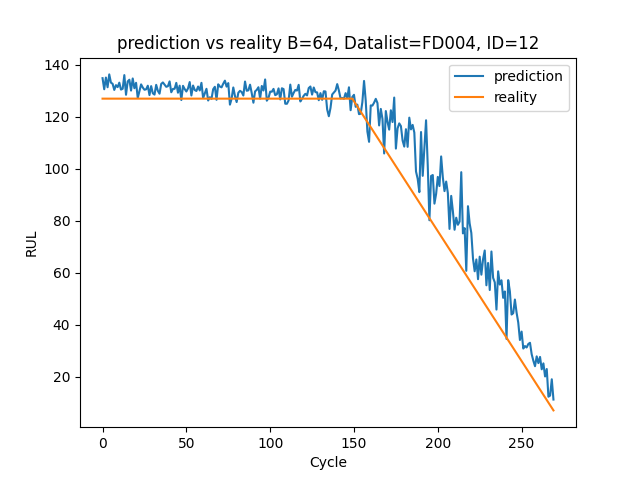 prediction vs reality B=64, Datalist=FD004, ID=12
prediction
reality
140
120
100
80
60
40
20
RUL
0 50 100 150 200 250
Cycle